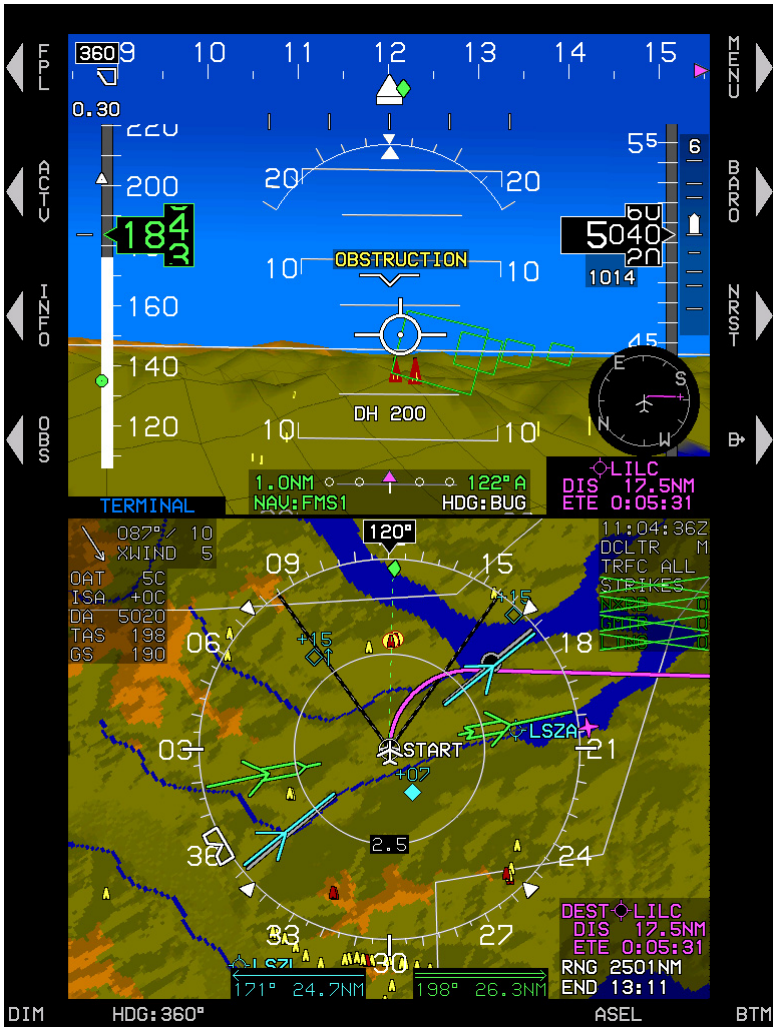 FPL
ACTV
INFO
OBS
MENU
BARO
NRST
360
9 10 11 12 13 14 15
0.30
220
200
184
3
160
140
120
20 20
10 10
OBSTRUCTION
10 10
DH 200
55
6
60
5040
20
1014
45
E S
N W
LILC
DIS 17.5NM
ETE 0:05:31
1.0NM 122°A
NAV:FMS1 HDG:BUG
TERMINAL
087°/ 10
XWIND 5
OAT 5C
ISA +0C
DA 5020
TAS 198
GS 190
120°
11:04:36Z
DCLTR M
TRFC ALL
STRIKES
09 15
+15
+15
06 18
03 START LSZA 21
+07
2.5
36 24
33 27
30
LSZL
171° 24.7NM
198° 26.3NM
DEST LILC
DIS 17.5NM
ETE 0:05:31
RNG 2501NM
END 13:11
DIM HDG:360° ASEL BTM